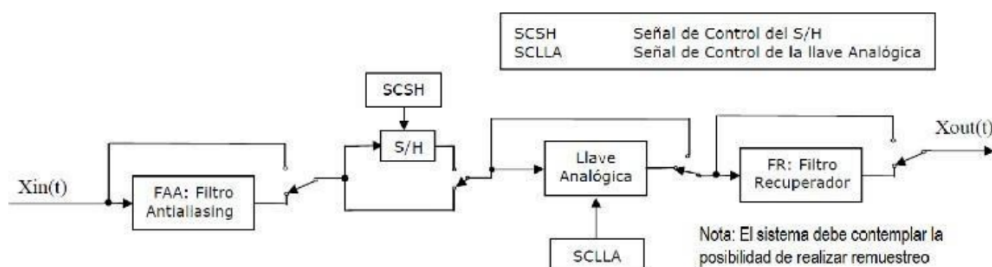 SCSH Señal de Control del S/H
SCLLA Señal de Control de la llave Analógica
SCSH
S/H
Xin(t)
FAA: Filtro
Antialiasing
Llave
Analógica
SCLLA
FR: Filtro
Recuperador
Xout(t)
Nota: El sistema debe contemplar la
posibilidad de realizar remuestreo